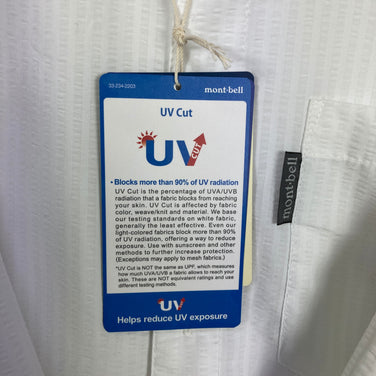 33-234-2203
mont-bell
UV Cut
UV CUT
• Blocks more than 90% of UV radiation
UV Cut is the percentage of UVA/UVB
radiation that a fabric blocks from reaching
your skin. UV Cut is affected by fabric
color, weave/knit and material. We base
our testing standards on white fabric,
generally the least effective. Even our
light-colored fabrics block more than 90%
of UV radiation, offering a way to reduce
exposure. Use with sunscreen and other
methods to further increase protection.
(Exceptions may apply to mesh fabrics.)
*UV Cut is NOT the same as UPF, which measures
how much UVA/UVB a fabric allows to reach your
skin. These are NOT equivalent ratings and use
different testing methods.
UV
Helps reduce UV exposure
mont-bell